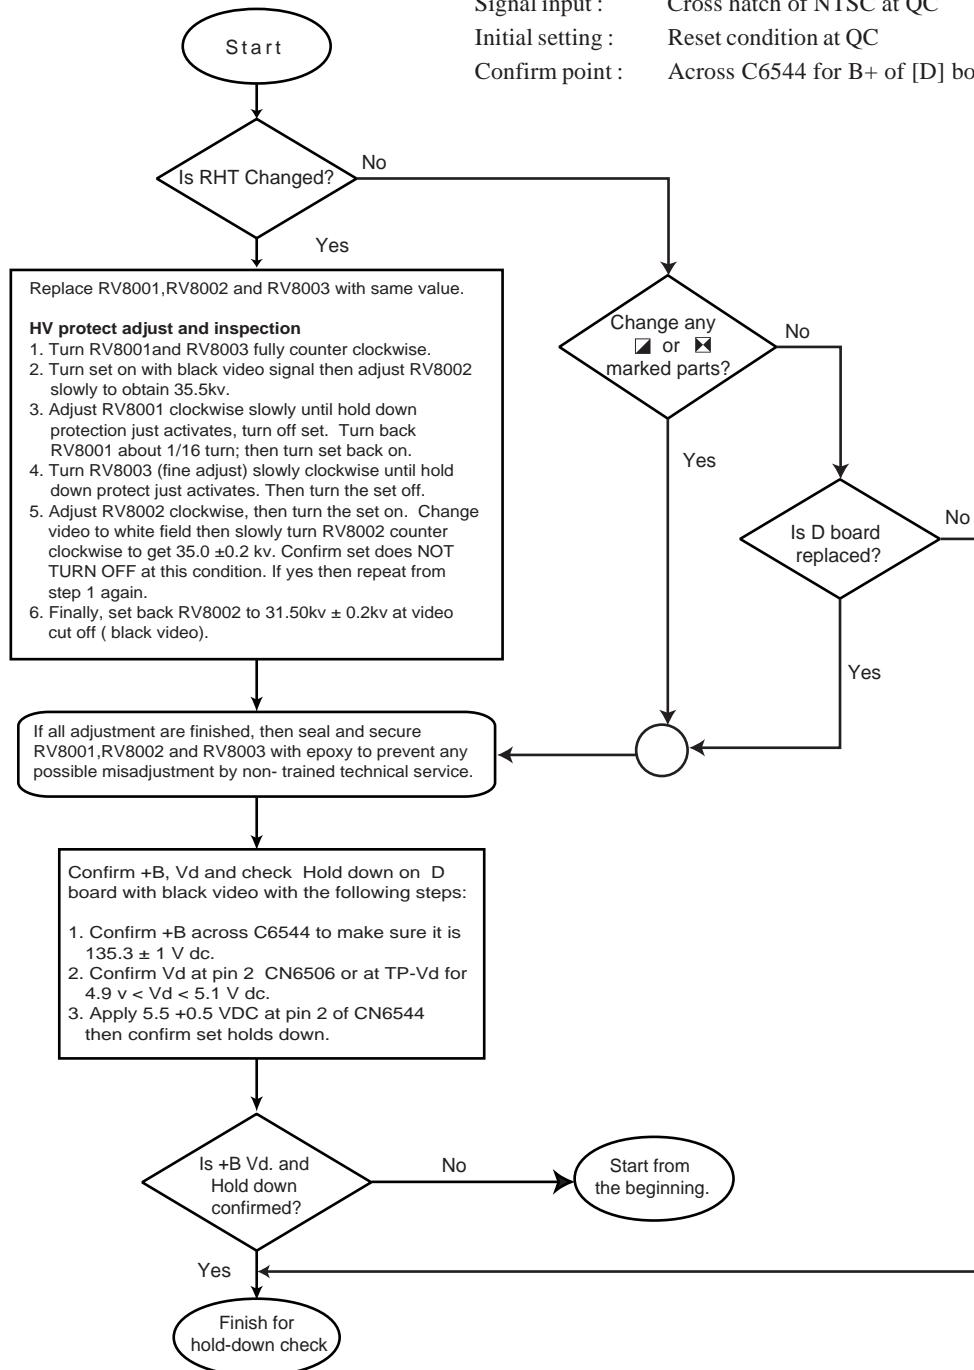 Signal input : Cross hatch of NTSC at QC
Initial setting : Reset condition at QC
Confirm point : Across C6544 for B+ of [D] bo
Start
Is RHT Changed?
No
Yes
Replace RV8001,RV8002 and RV8003 with same value.
HV protect adjust and inspection
1. Turn RV8001and RV8003 fully counter clockwise.
2. Turn set on with black video signal then adjust RV8002
slowly to obtain 35.5kv.
3. Adjust RV8001 clockwise slowly until hold down
protection just activates, turn off set. Turn back
RV8001 about 1/16 turn; then turn set back on.
4. Turn RV8003 (fine adjust) slowly clockwise until hold
down protect just activates. Then turn the set off.
5. Adjust RV8002 clockwise, then turn the set on. Change
video to white field then slowly turn RV8002 counter
clockwise to get 35.0 ±0.2 kv. Confirm set does NOT
TURN OFF at this condition. If yes then repeat from
step 1 again.
6. Finally, set back RV8002 to 31.50kv ± 0.2kv at video
cut off ( black video).
Change any
or
marked parts?
No
Yes
Is D board
replaced?
No
Yes
If all adjustment are finished, then seal and secure
RV8001,RV8002 and RV8003 with epoxy to prevent any
possible misadjustment by non- trained technical service.
Confirm +B, Vd and check Hold down on D
board with black video with the following steps:
1. Confirm +B across C6544 to make sure it is
135.3 ± 1 V dc.
2. Confirm Vd at pin 2 CN6506 or at TP-Vd for
4.9 v < Vd < 5.1 V dc.
3. Apply 5.5 +0.5 VDC at pin 2 of CN6544
then confirm set holds down.
Is +B Vd. and
Hold down
confirmed?
No
Start from
the beginning.
Yes
Finish for
hold-down check